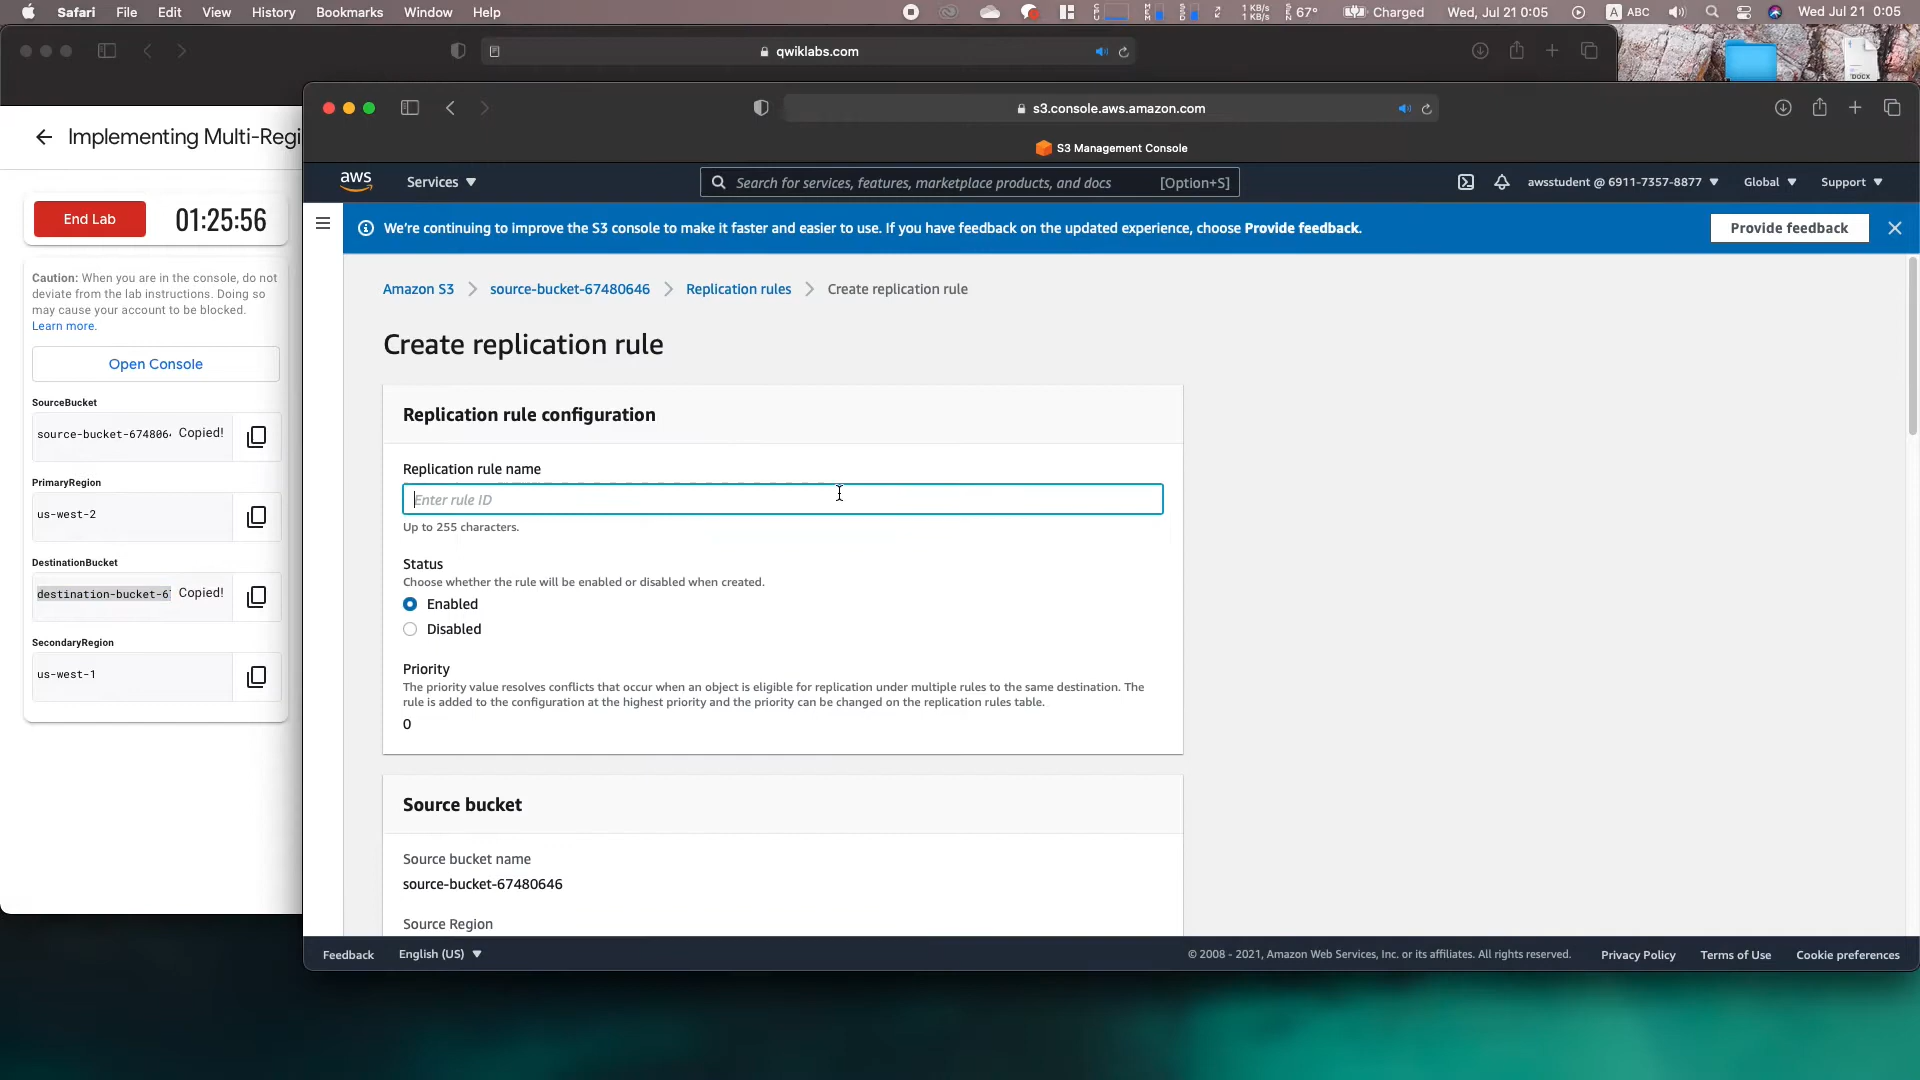 Safari File Edit View History Bookmarks Window Help
1 KB/s
1 KB/s
67° Charged Wed, Jul 21 0:05 A ABC Wed Jul 21 0:05
qwiklabs.com
DOCX
s3.console.aws.amazon.com
S3 Management Console
Implementing Multi-Regi
End Lab 01:25:56
Caution: When you are in the console, do not
deviate from the lab instructions. Doing so
may cause your account to be blocked.
Learn more.
Open Console
SourceBucket
source-bucket-674806 Copied!
PrimaryRegion
us-west-2
DestinationBucket
destination-bucket-6 Copied!
SecondaryRegion
us-west-1
aws Services Search for services, features, marketplace products, and docs [Option+S] awsstudent @ 6911-7357-8877 Global Support
We're continuing to improve the S3 console to make it faster and easier to use. If you have feedback on the updated experience, choose Provide feedback. Provide feedback
Amazon S3 > source-bucket-67480646 > Replication rules > Create replication rule
Create replication rule
Replication rule configuration
Replication rule name
Enter rule ID
Up to 255 characters.
Status
Choose whether the rule will be enabled or disabled when created.
Enabled
Disabled
Priority
The priority value resolves conflicts that occur when an object is eligible for replication under multiple rules to the same destination. The
rule is added to the configuration at the highest priority and the priority can be changed on the replication rules table.
0
Source bucket
Source bucket name
source-bucket-67480646
Source Region
Feedback English (US) © 2008 - 2021, Amazon Web Services, Inc. or its affiliates. All rights reserved. Privacy Policy Terms of Use Cookie preferences